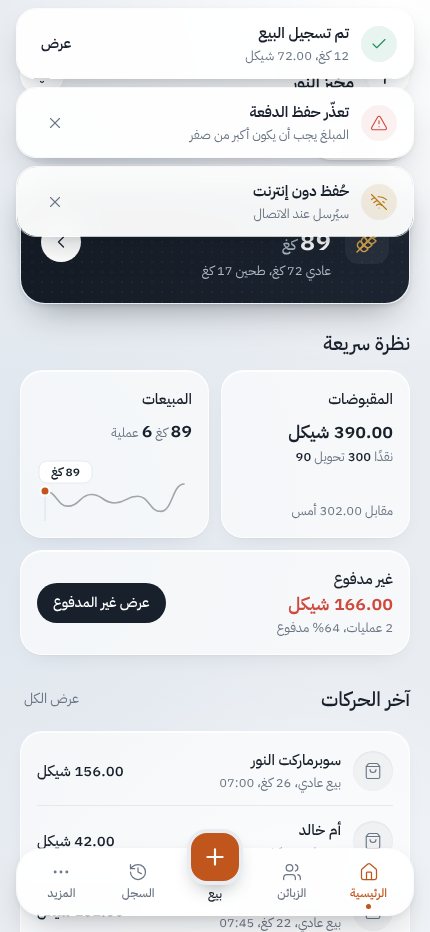 تم تسجيل البيع
12 كغ، 72.00 شيكل
عرض
مخبز النور
تعذّر حفظ الدفعة
المبلغ يجب أن يكون أكبر من صفر
حُفظ دون إنترنت
سيُرسل عند الاتصال
89 كغ
عادي 72 كغ، طحين 17 كغ
نظرة سريعة
المقبوضات
390.00 شيكل
نقدًا 300 تحويل 90
مقابل 302.00 أمس
المبيعات
89 كغ 6 عملية
89 كغ
غير مدفوع
166.00 شيكل
2 عمليات، 64% مدفوع
عرض غير المدفوع
آخر الحركات
عرض الكل
سوبرماركت النور
بيع عادي، 26 كغ، 07:00
156.00 شيكل
أم خالد
42.00 شيكل
الرئيسية
الزبائن
بيع
السجل
المزيد
بيع عادي، 22 كغ، 07:45